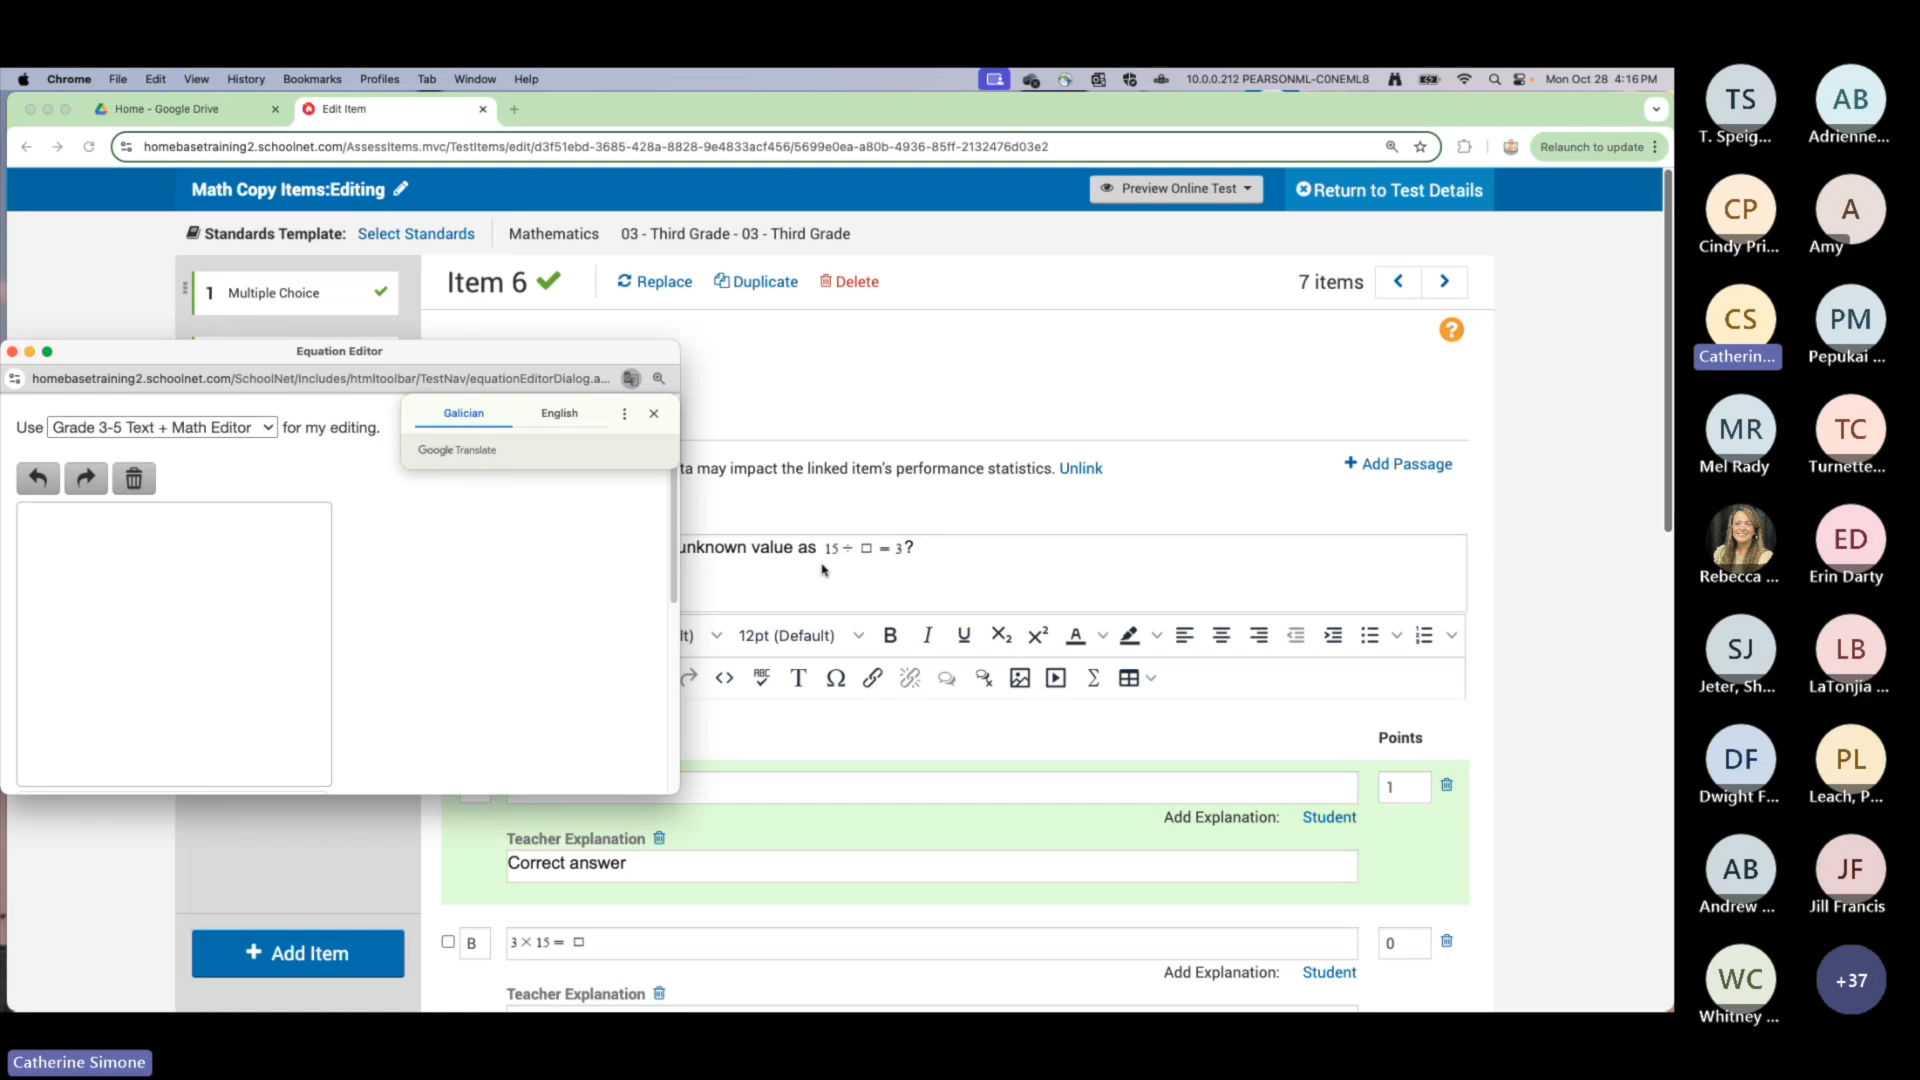 Chrome File Edit View History Bookmarks Profiles Tab Window Help
10.0.0.212 PEARSONML-C0NEML8
Mon Oct 28 4:16 PM
Home - Google Drive
Edit Item
homebasetraining2.schoolnet.com/AssessItems.mvc/TestItems/edit/d3f51ebd-3685-428a-8828-9e4833acf456/5699e0ea-a80b-4936-85ff-2132476d03e2
Relaunch to update
Math Copy Items:Editing
Preview Online Test
Return to Test Details
Standards Template: Select Standards
Mathematics
03 - Third Grade - 03 - Third Grade
1 Multiple Choice
Item 6
Replace
Duplicate
Delete
7 items
?
Equation Editor
homebasetraining2.schoolnet.com/SchoolNet/Includes/htmltoolbar/TestNav/equationEditorDialog.a...
Use Grade 3-5 Text + Math Editor for my editing.
Galician
English
Google Translate
ta may impact the linked item's performance statistics. Unlink
+ Add Passage
unknown value as 15 ÷ □ = 3?
lt)
12pt (Default)
B I U X₂ X² A
<> ABC T Ω Σ
Points
1
Add Explanation: Student
Teacher Explanation
Correct answer
B
3 × 15 = □
0
Add Explanation: Student
Teacher Explanation
+ Add Item
TS
T. Speig...
AB
Adrienne...
CP
Cindy Pri...
A
Amy
CS
Catherin...
PM
Pepukai ...
MR
Mel Rady
TC
Turnette...
Rebecca ...
ED
Erin Darty
SJ
Jeter, Sh...
LB
LaTonjia ...
DF
Dwight F...
PL
Leach, P...
AB
Andrew ...
JF
Jill Francis
WC
Whitney ...
+37
Catherine Simone